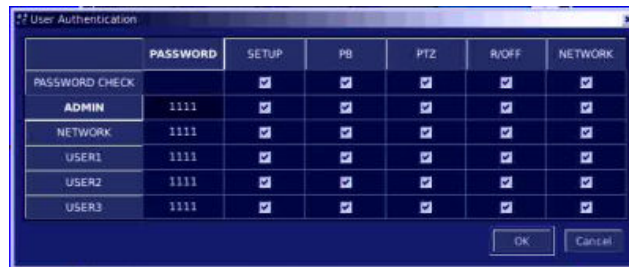 User Authentication
PASSWORD SETUP PB PTZ R/OFF NETWORK
PASSWORD CHECK
ADMIN 1111
NETWORK 1111
USER1 1111
USER2 1111
USER3 1111
OK Cancel